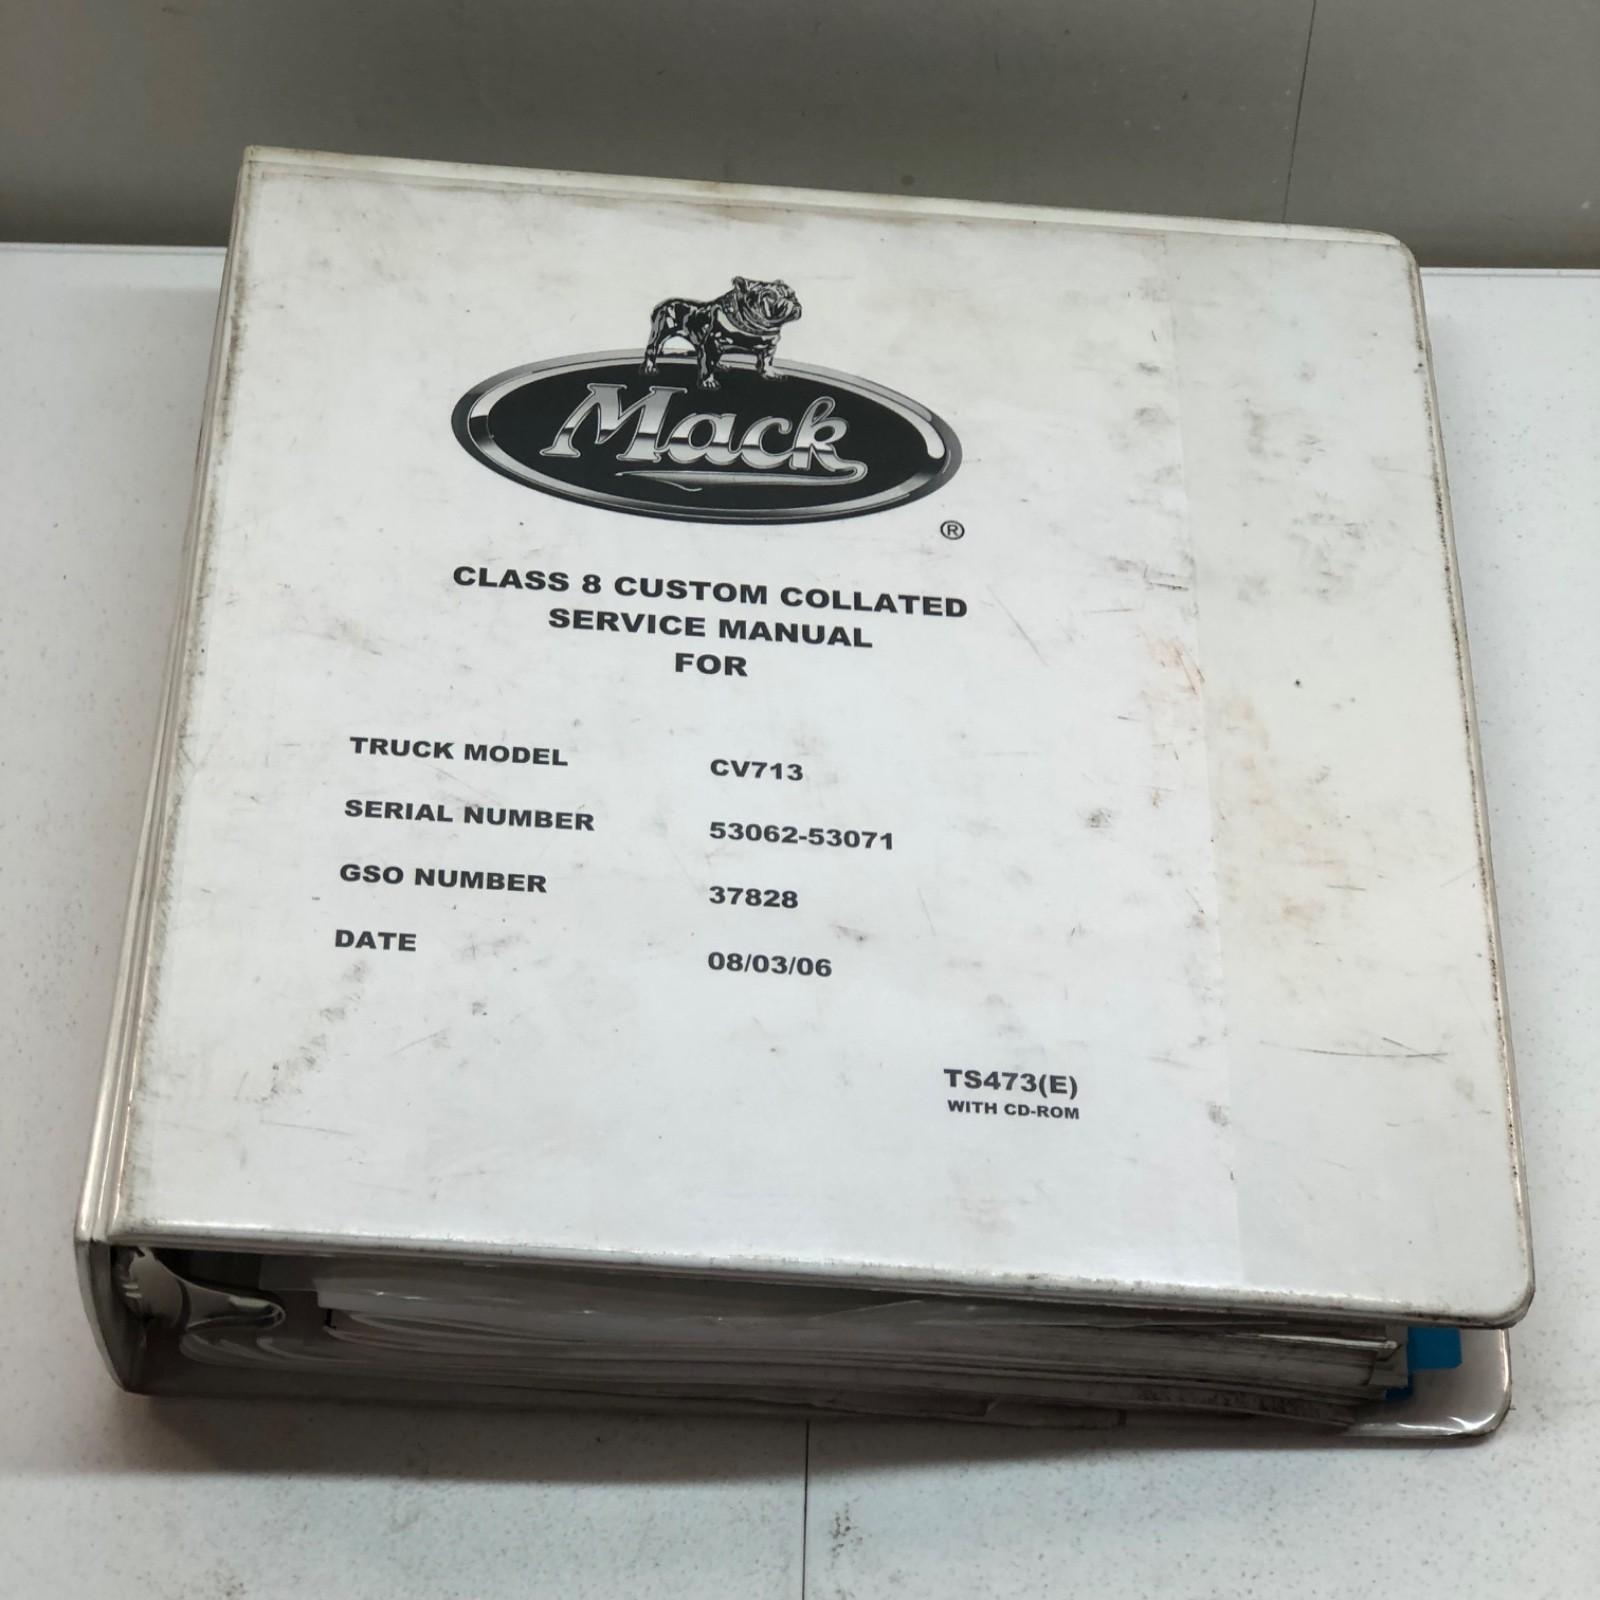 Mack
®
CLASS 8 CUSTOM COLLATED
SERVICE MANUAL
FOR
TRUCK MODEL CV713
SERIAL NUMBER 53062-53071
GSO NUMBER 37828
DATE 08/03/06
TS473(E)
WITH CD-ROM